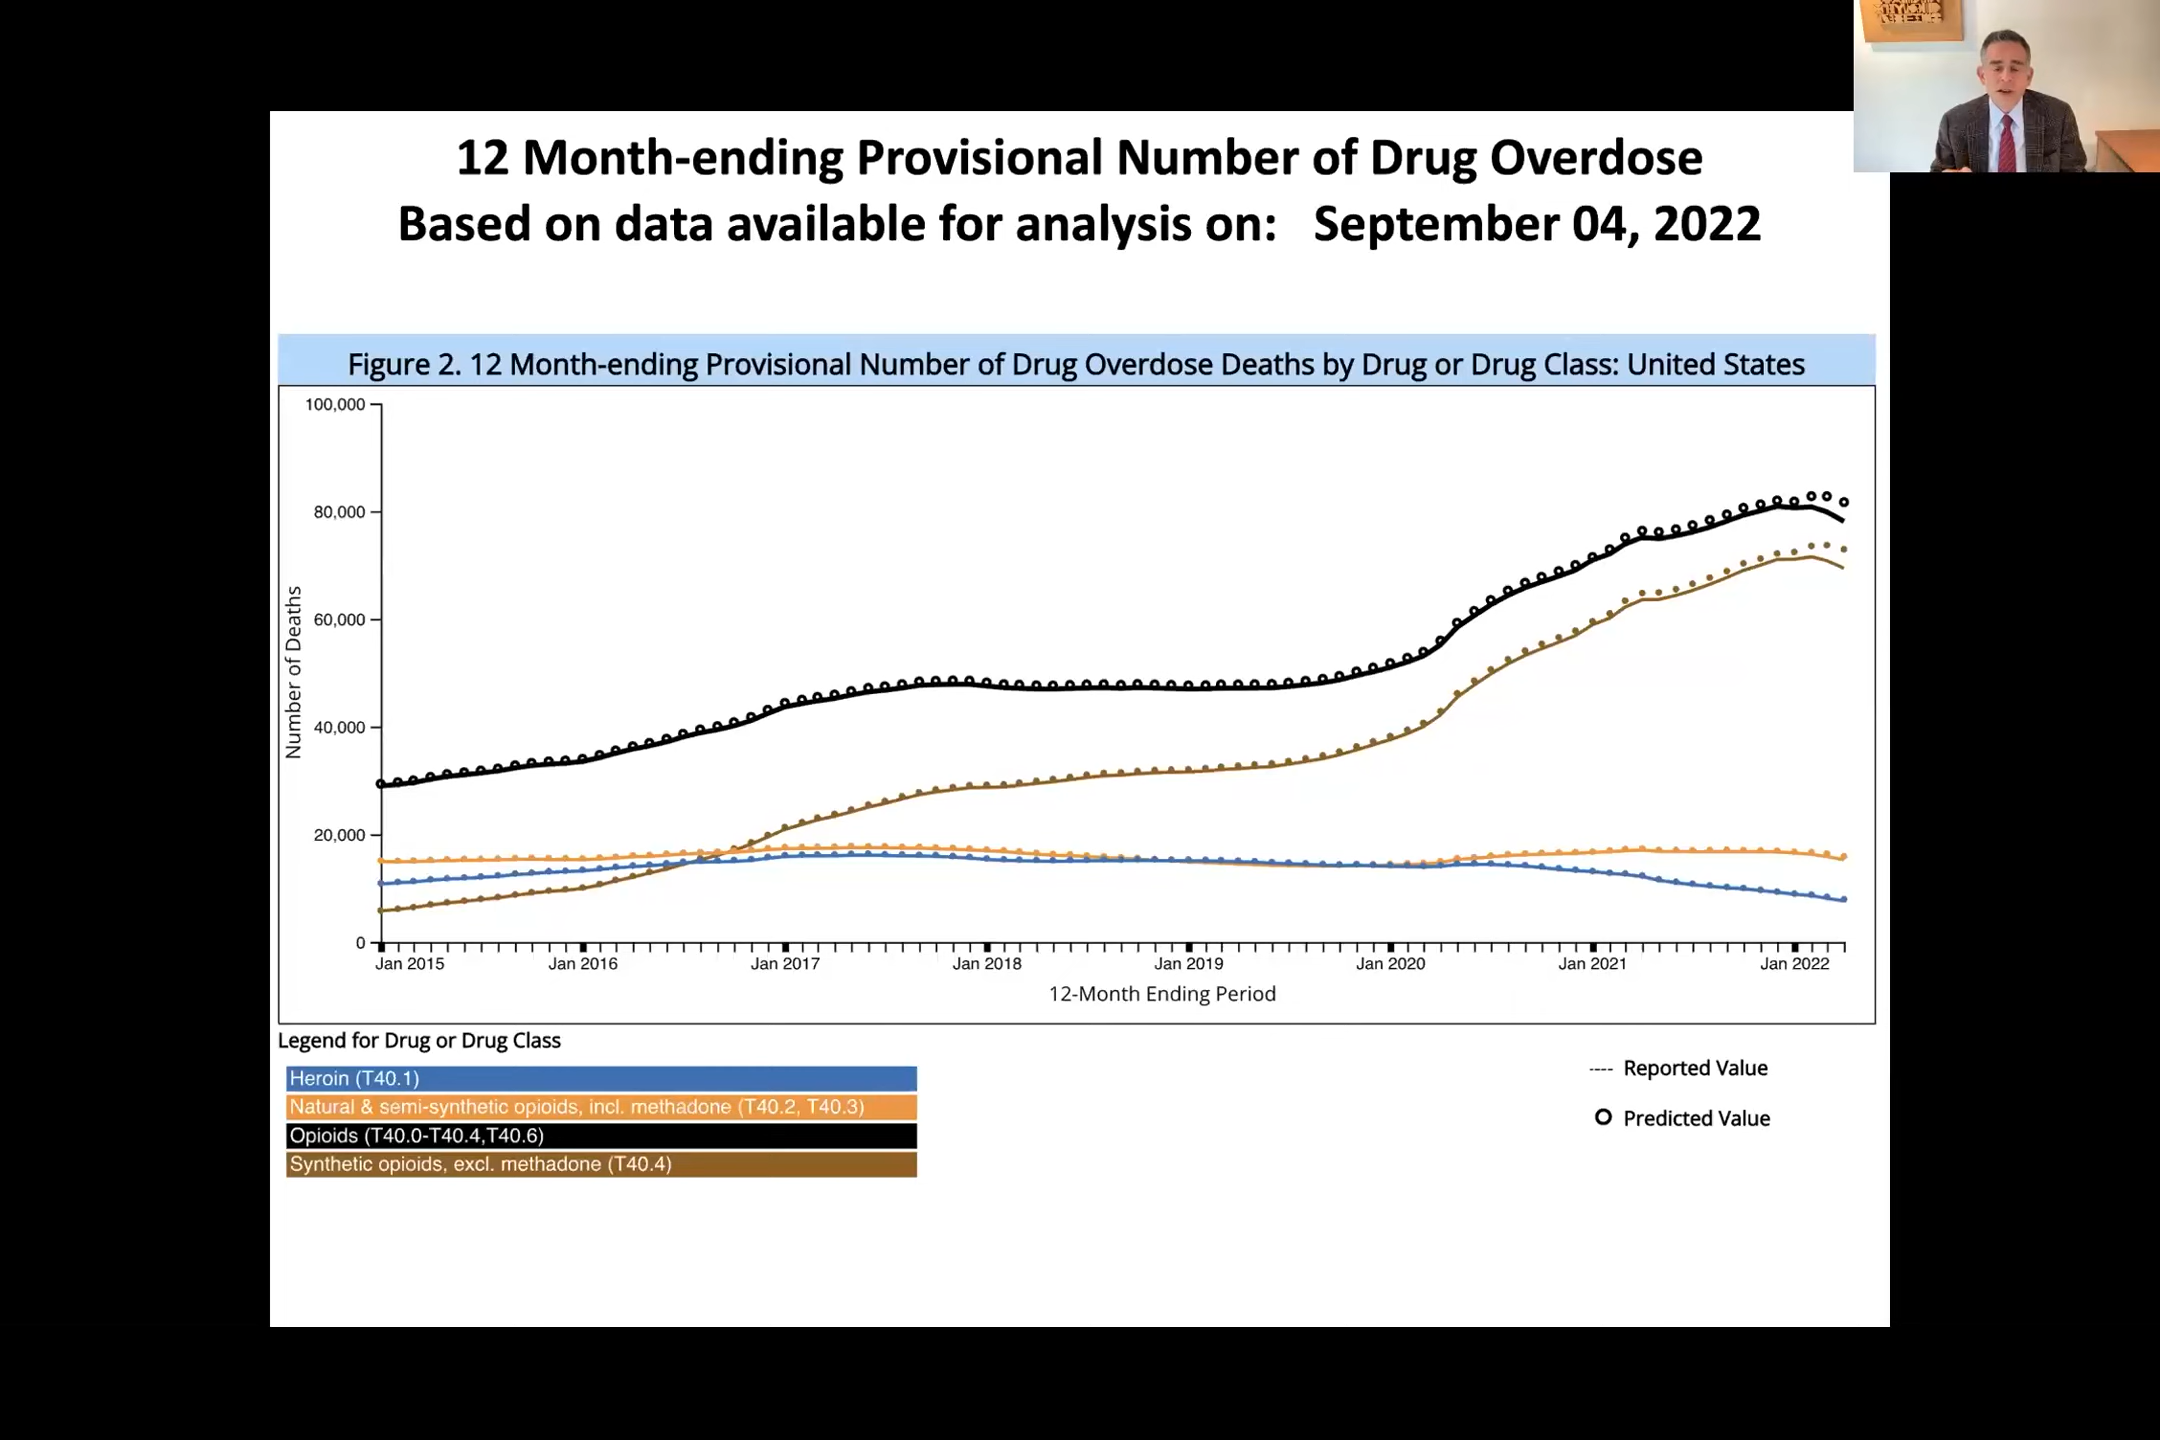 12 Month-ending Provisional Number of Drug Overdose
Based on data available for analysis on: September 04, 2022
Figure 2. 12 Month-ending Provisional Number of Drug Overdose Deaths by Drug or Drug Class: United States
Number of Deaths
100,000
80,000
60,000
40,000
20,000
0
Jan 2015 Jan 2016 Jan 2017 Jan 2018 Jan 2019 Jan 2020 Jan 2021 Jan 2022
12-Month Ending Period
Legend for Drug or Drug Class
Heroin (T40.1)
Natural & semi-synthetic opioids, incl. methadone (T40.2, T40.3)
Opioids (T40.0-T40.4,T40.6)
Synthetic opioids, excl. methadone (T40.4)
---- Reported Value
Predicted Value